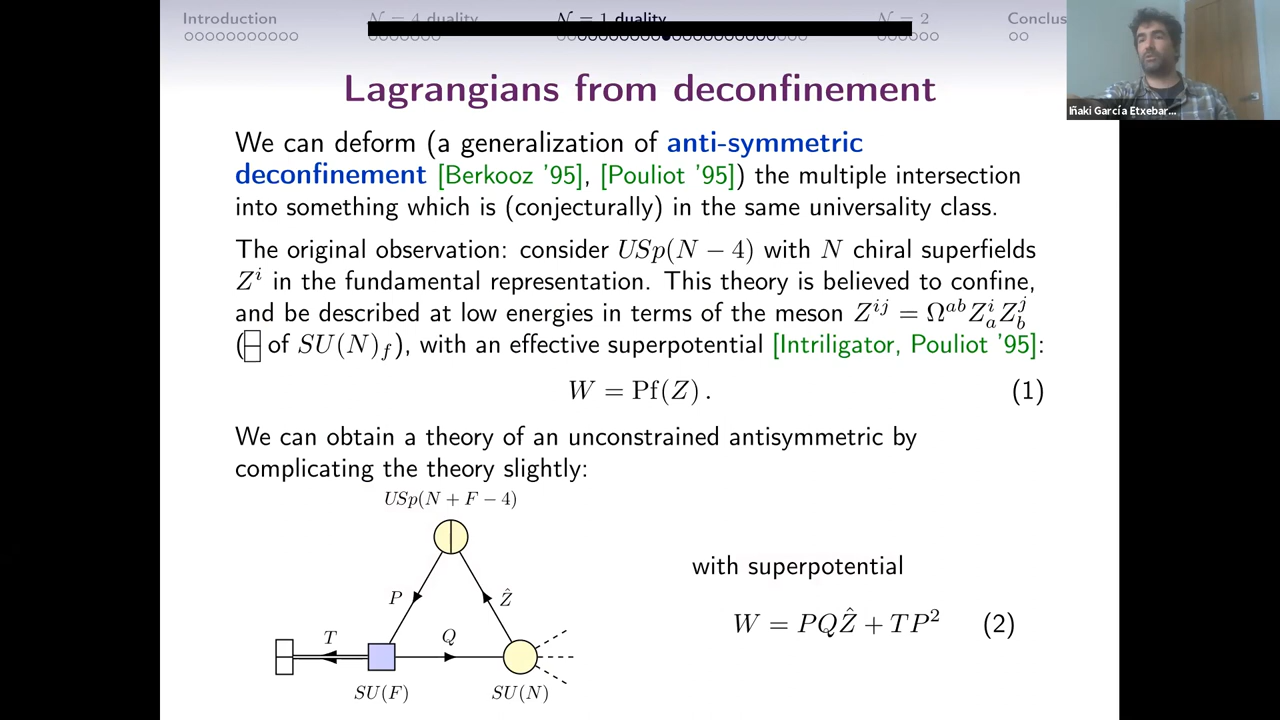 Introduction N = 4 duality N = 1 duality N = 2 Conclus
Iñaki García Etxebar...
Lagrangians from deconfinement
We can deform (a generalization of anti-symmetric
deconfinement [Berkooz '95], [Pouliot '95]) the multiple intersection
into something which is (conjecturally) in the same universality class.
The original observation: consider USp(N − 4) with N chiral superfields
Z^i in the fundamental representation. This theory is believed to confine,
and be described at low energies in terms of the meson Z^{ij} = Ω^{ab}Z^i_a Z^j_b
( of SU(N)_f), with an effective superpotential [Intriligator, Pouliot '95]:
W = Pf(Z) . (1)
We can obtain a theory of an unconstrained antisymmetric by
complicating the theory slightly:
USp(N + F − 4)
P Ẑ
T Q
SU(F) SU(N)
with superpotential
W = PQẐ + TP² (2)